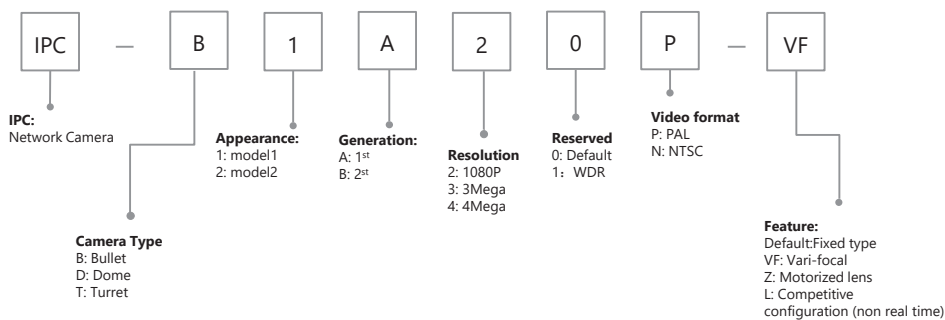 IPC — B 1 A 2 0 P — VF
IPC:
Network Camera
Camera Type
B: Bullet
D: Dome
T: Turret
Appearance:
1: model1
2: model2
Generation:
A: 1st
B: 2st
Resolution
2: 1080P
3: 3Mega
4: 4Mega
Reserved
0: Default
1：WDR
Video format
P: PAL
N: NTSC
Feature:
Default:Fixed type
VF: Vari-focal
Z: Motorized lens
L: Competitive
configuration (non real time)